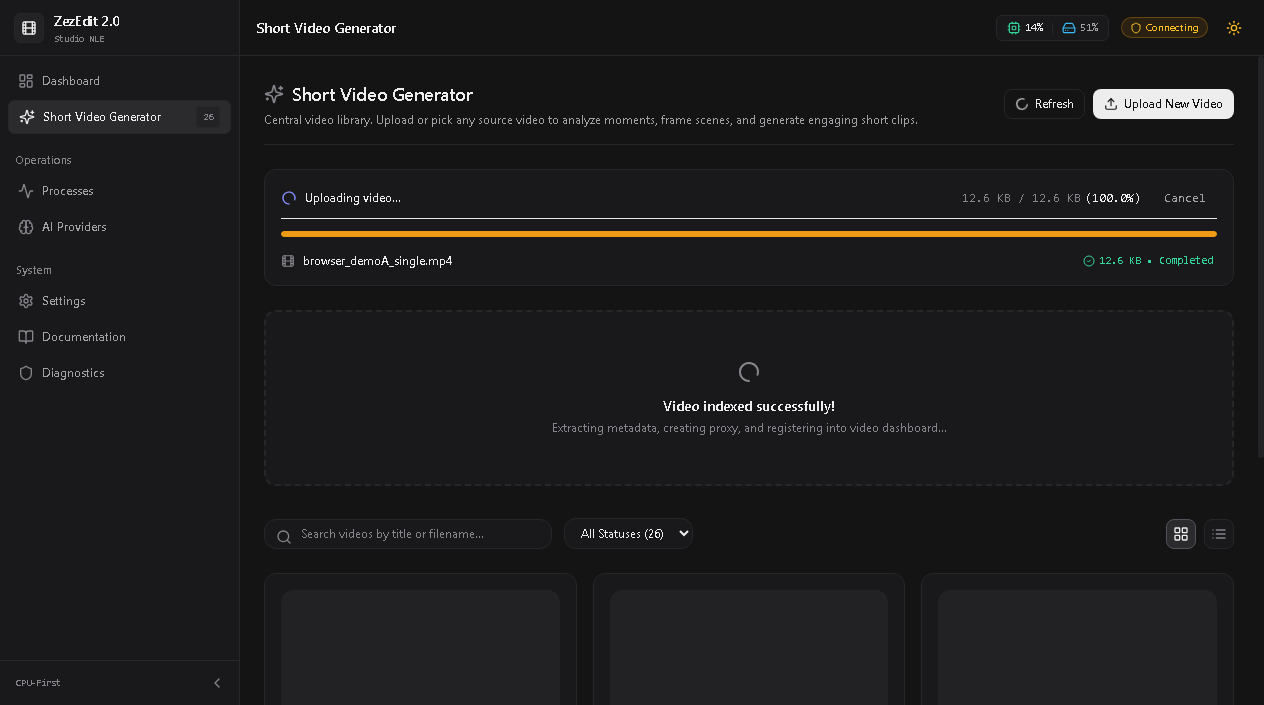 ZezEdit 2.0
Studio NLE
Short Video Generator
14%
51%
Connecting
Dashboard
Short Video Generator
26
Operations
Processes
AI Providers
System
Settings
Documentation
Diagnostics
CPU-First
Short Video Generator
Central video library. Upload or pick any source video to analyze moments, frame scenes, and generate engaging short clips.
Refresh
Upload New Video
Uploading video...
12.6 KB / 12.6 KB (100.0%)
Cancel
browser_demoA_single.mp4
12.6 KB • Completed
Video indexed successfully!
Extracting metadata, creating proxy, and registering into video dashboard...
Search videos by title or filename...
All Statuses (26)